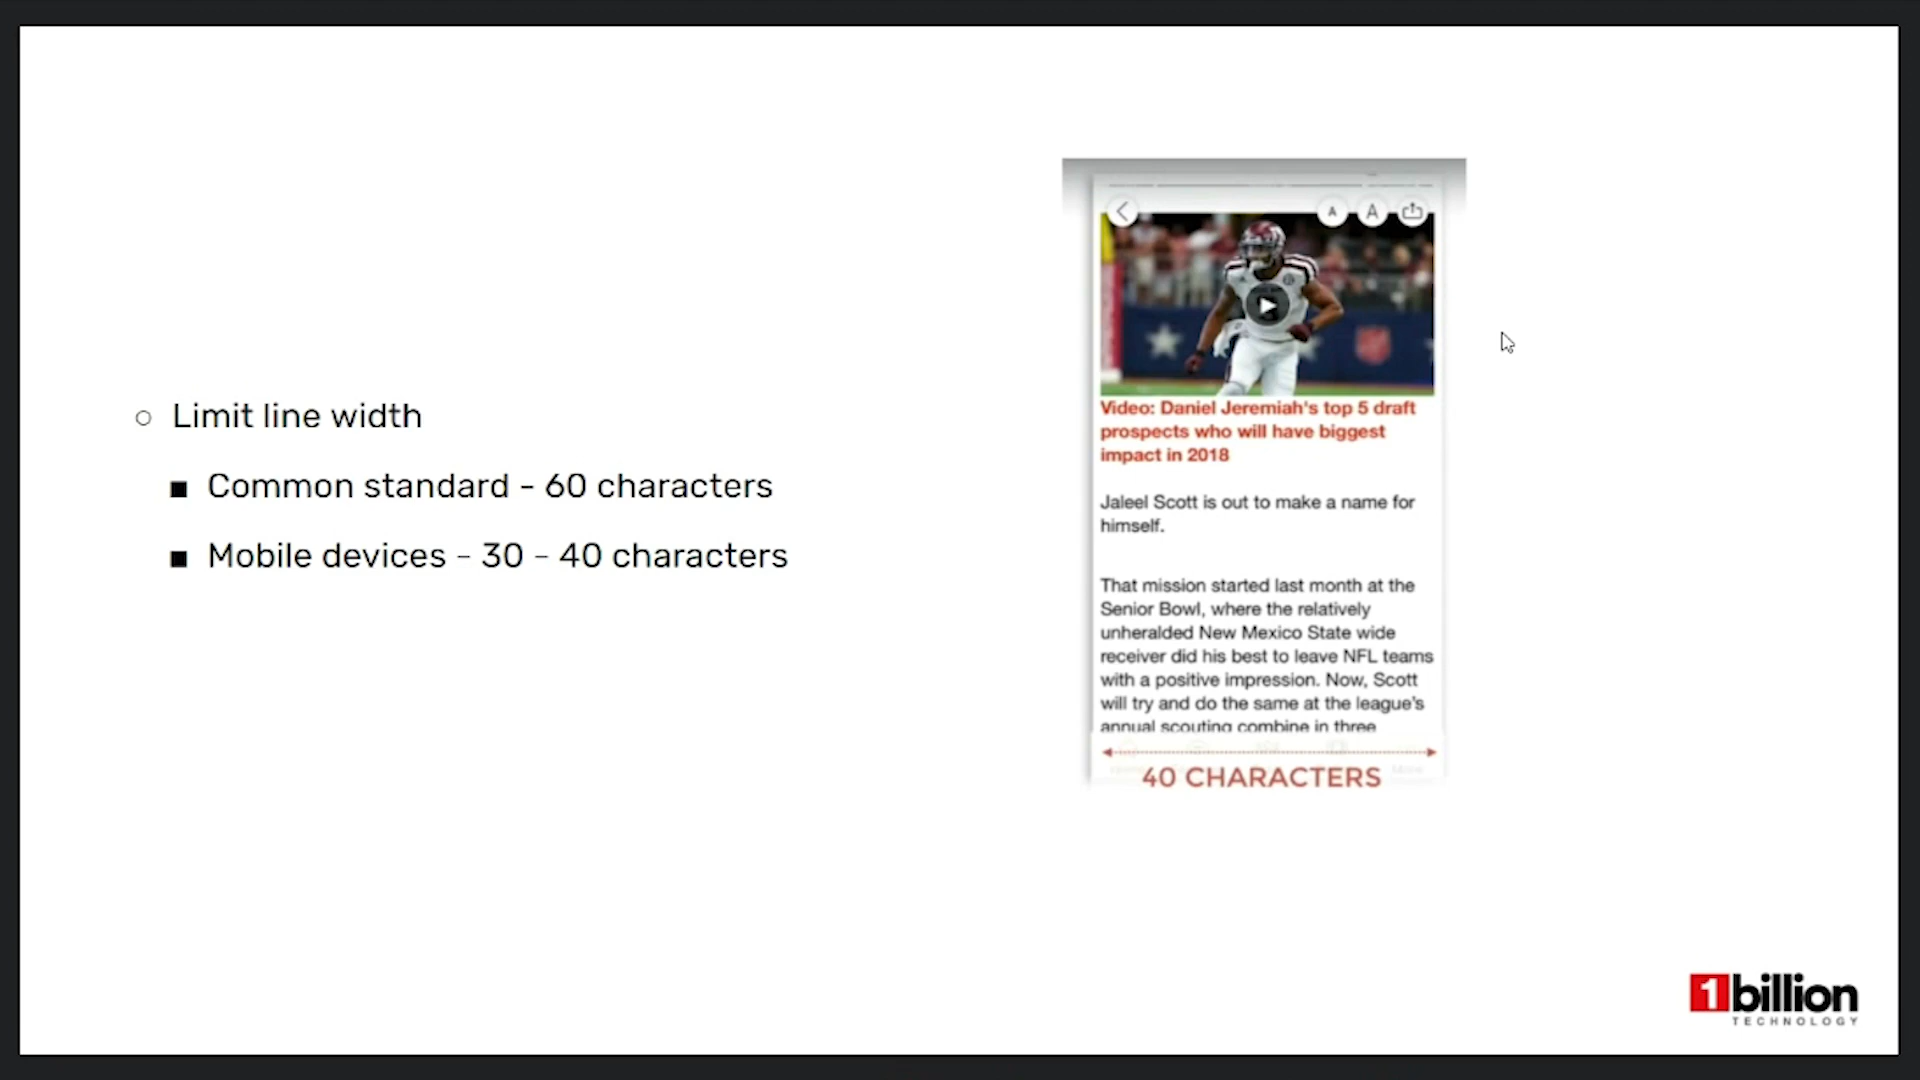 Limit line width
Common standard - 60 characters
Mobile devices - 30 - 40 characters
A A
Video: Daniel Jeremiah's top 5 draft
prospects who will have biggest
impact in 2018
Jaleel Scott is out to make a name for
himself.
That mission started last month at the
Senior Bowl, where the relatively
unheralded New Mexico State wide
receiver did his best to leave NFL teams
with a positive impression. Now, Scott
will try and do the same at the league's
annual scouting combine in three
40 CHARACTERS
1billion
TECHNOLOGY